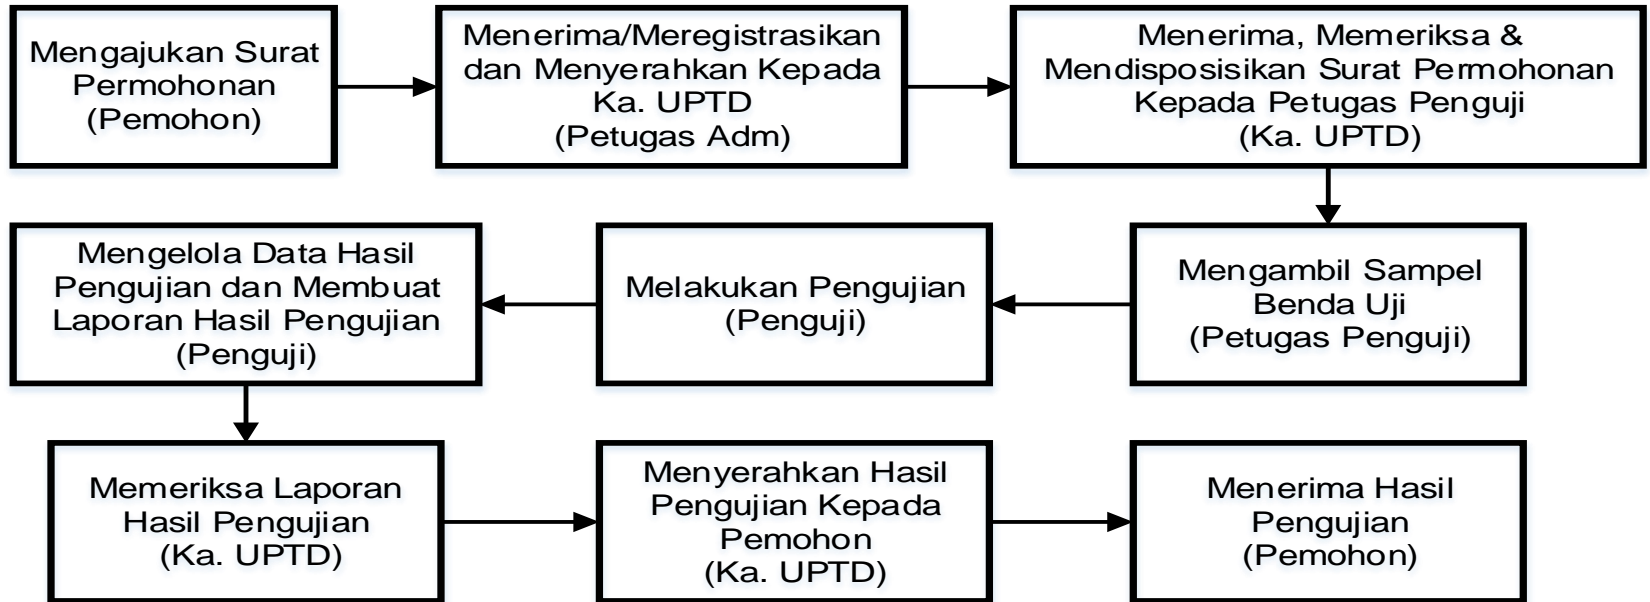 Mengajukan Surat
Permohonan
(Pemohon)
Menerima/Meregistrasikan
dan Menyerahkan Kepada
Ka. UPTD
(Petugas Adm)
Menerima, Memeriksa &
Mendisposisikan Surat Permohonan
Kepada Petugas Penguji
(Ka. UPTD)
Mengambil Sampel
Benda Uji
(Petugas Penguji)
Melakukan Pengujian
(Penguji)
Mengelola Data Hasil
Pengujian dan Membuat
Laporan Hasil Pengujian
(Penguji)
Memeriksa Laporan
Hasil Pengujian
(Ka. UPTD)
Menyerahkan Hasil
Pengujian Kepada
Pemohon
(Ka. UPTD)
Menerima Hasil
Pengujian
(Pemohon)